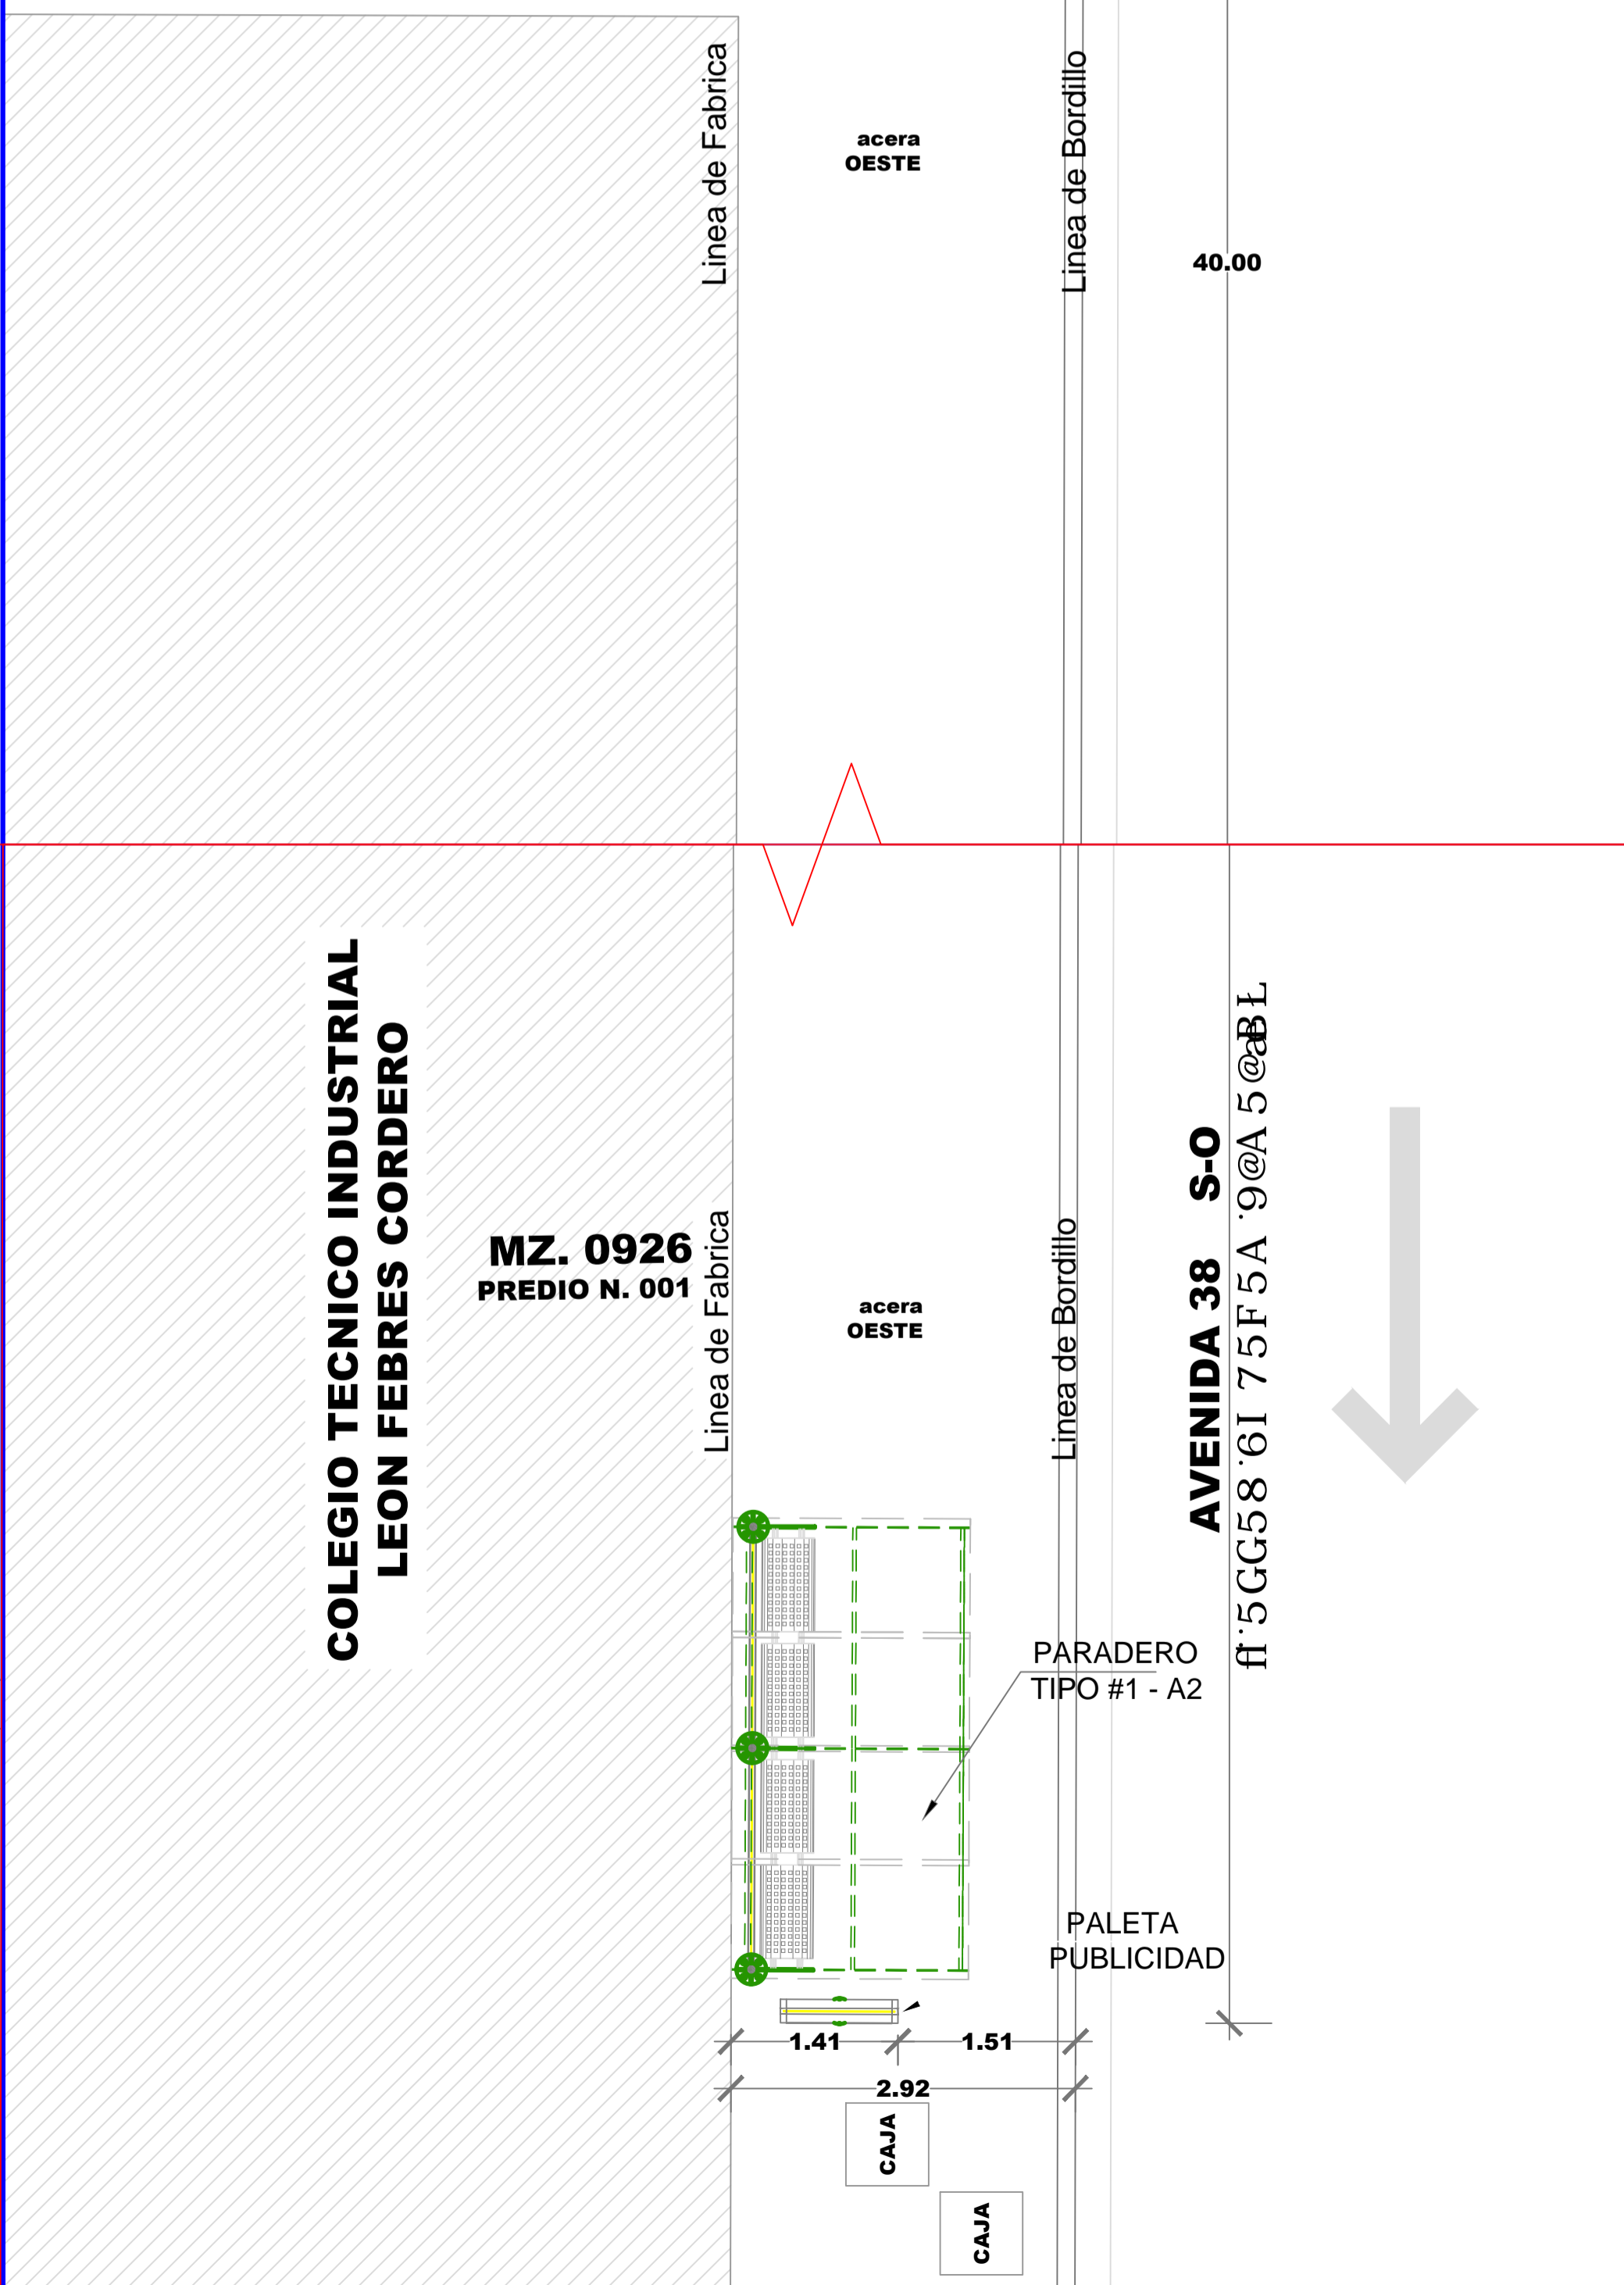 Linea de Fabrica
acera
OESTE
Linea de Bordillo
40.00
COLEGIO TECNICO INDUSTRIAL
LEON FEBRES CORDERO
MZ. 0926
PREDIO N. 001
Linea de Fabrica
acera
OESTE
Linea de Bordillo
AVENIDA 38 S-O
PARADERO
TIPO #1 - A2
PALETA
PUBLICIDAD
1.41
1.51
2.92
CAJA
CAJA